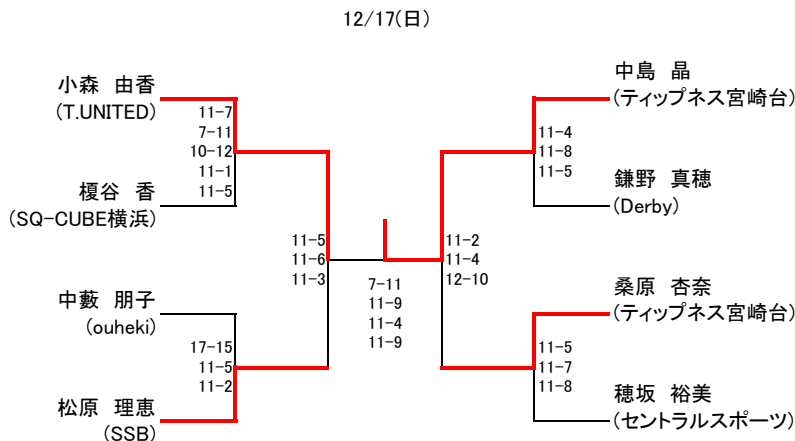 12/17(日)
小森 由香
(T.UNITED)
11-7
7-11
10-12
11-1
11-5
榎谷 香
(SQ-CUBE横浜)
11-5
11-6
11-3
中藪 朋子
(ouheki)
17-15
11-5
11-2
松原 理恵
(SSB)
7-11
11-9
11-4
11-9
中島 晶
(ティップネス宮崎台)
11-4
11-8
11-5
鎌野 真穂
(Derby)
11-2
11-4
12-10
桑原 杏奈
(ティップネス宮崎台)
11-5
11-7
11-8
穂坂 裕美
(セントラルスポーツ)